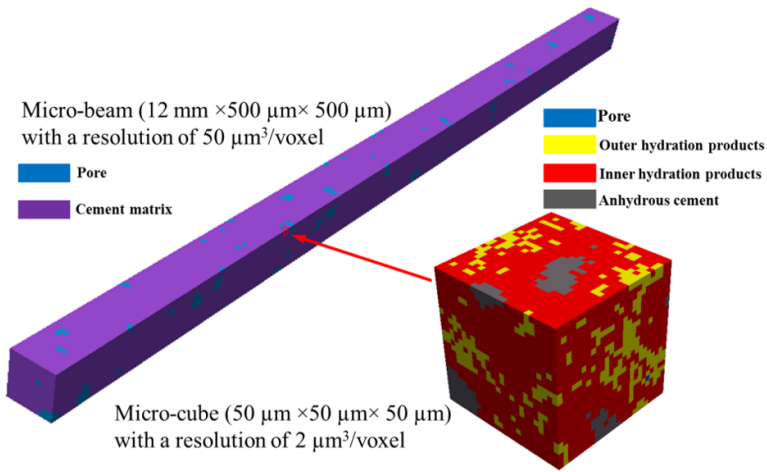 Micro-beam (12 mm ×500 µm× 500 µm)
with a resolution of 50 µm³/voxel
Pore
Cement matrix
Pore
Outer hydration products
Inner hydration products
Anhydrous cement
Micro-cube (50 µm ×50 µm× 50 µm)
with a resolution of 2 µm³/voxel